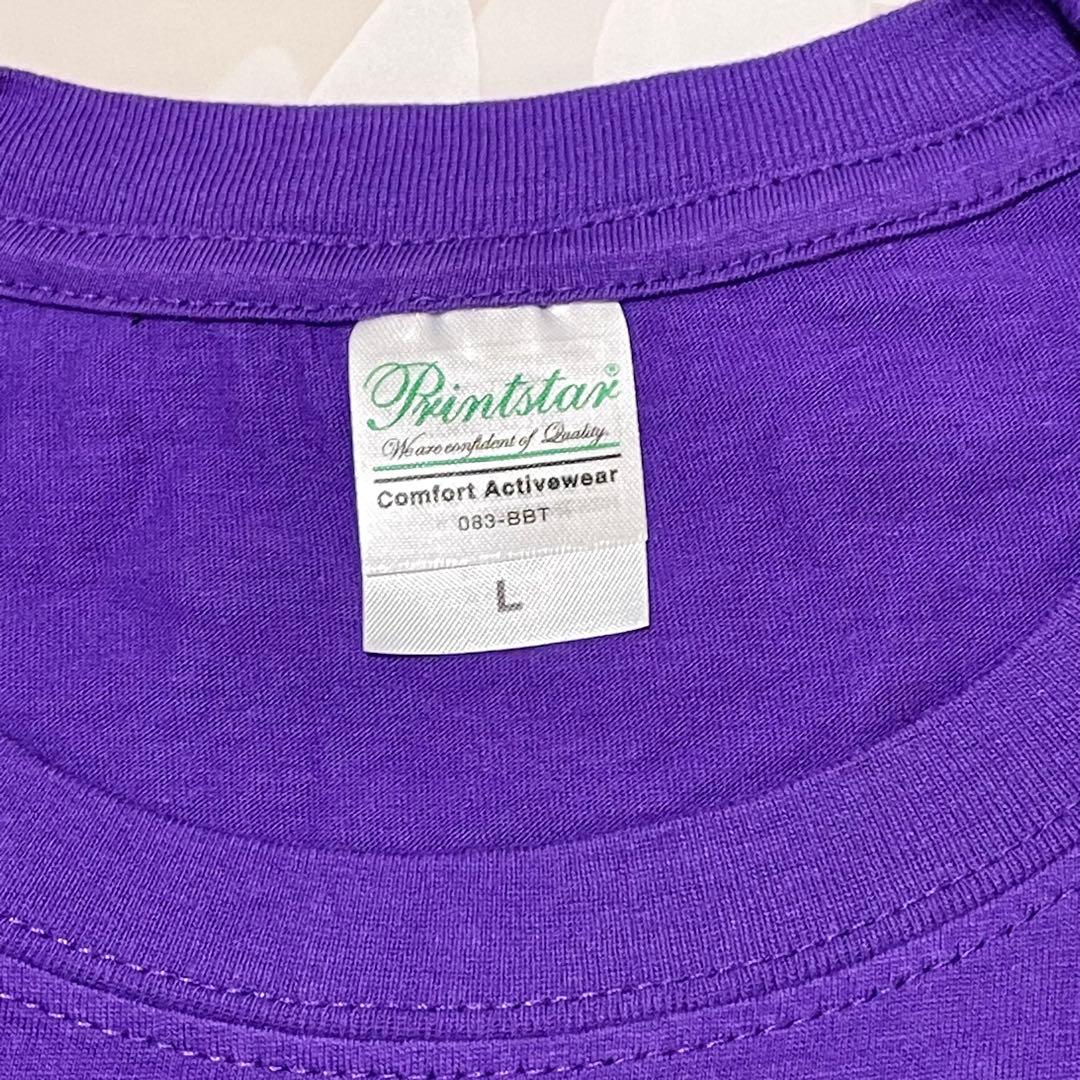 Printstar®
We are confident of Quality.
Comfort Activewear
083-BBT
L